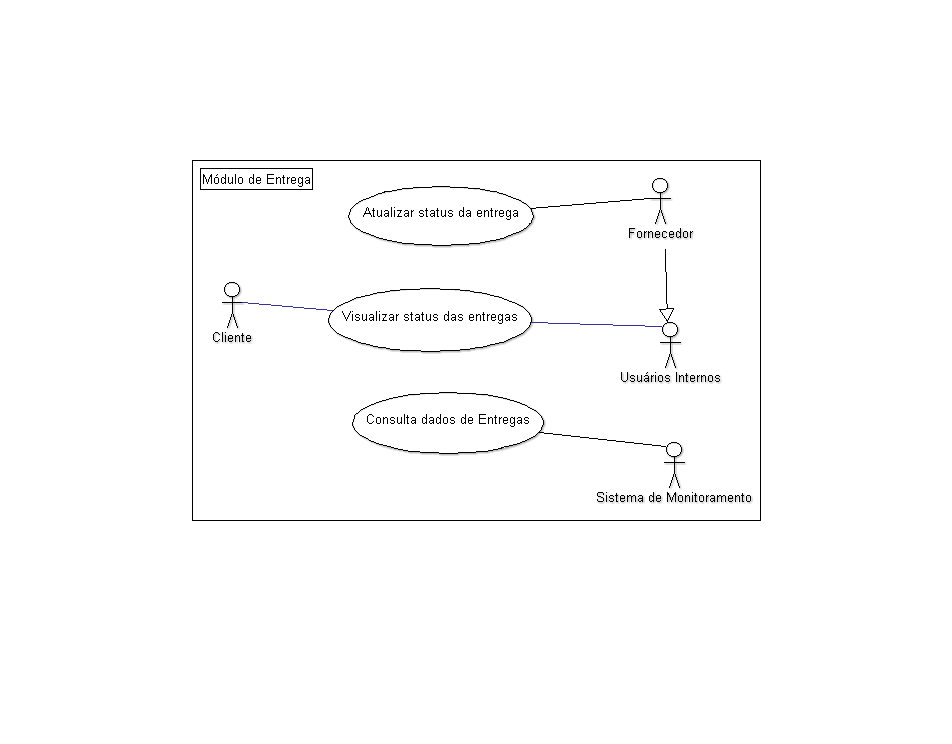 Módulo de Entrega
Atualizar status da entrega
Fornecedor
Visualizar status das entregas
Cliente
Usuários Internos
Consulta dados de Entregas
Sistema de Monitoramento